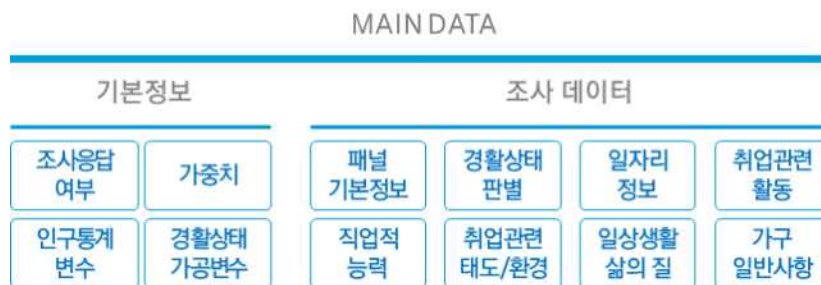 MAIN DATA
기본정보
조사 데이터
조사응답
여부
가중치
패널
기본정보
경활상태
판별
일자리
정보
취업관련
활동
인구통계
변수
경활상태
가공변수
직업적
능력
취업관련
태도/환경
일상생활
삶의 질
가구
일반사항